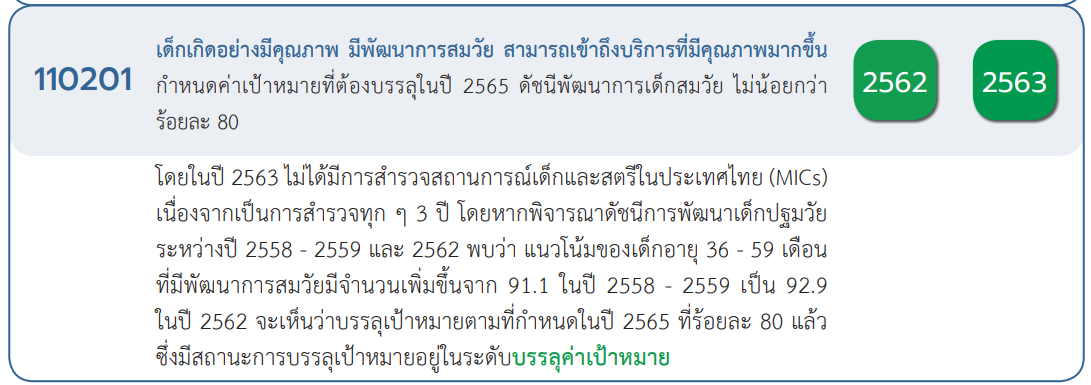 110201
เด็กเกิดอย่างมีคุณภาพ มีพัฒนาการสมวัย สามารถเข้าถึงบริการที่มีคุณภาพมากขึ้น
กำหนดค่าเป้าหมายที่ต้องบรรลุในปี 2565 ดัชนีพัฒนาการเด็กสมวัย ไม่น้อยกว่า
ร้อยละ 80
2562
2563
โดยในปี 2563 ไม่ได้มีการสำรวจสถานการณ์เด็กและสตรีในประเทศไทย (MICs)
เนื่องจากเป็นการสำรวจทุก ๆ 3 ปี โดยหากพิจารณาดัชนีการพัฒนาเด็กปฐมวัย
ระหว่างปี 2558 - 2559 และ 2562 พบว่า แนวโน้มของเด็กอายุ 36 - 59 เดือน
ที่มีพัฒนาการสมวัยมีจำนวนเพิ่มขึ้นจาก 91.1 ในปี 2558 - 2559 เป็น 92.9
ในปี 2562 จะเห็นว่าบรรลุเป้าหมายตามที่กำหนดในปี 2565 ที่ร้อยละ 80 แล้ว
ซึ่งมีสถานะการบรรลุเป้าหมายอยู่ในระดับบรรลุค่าเป้าหมาย